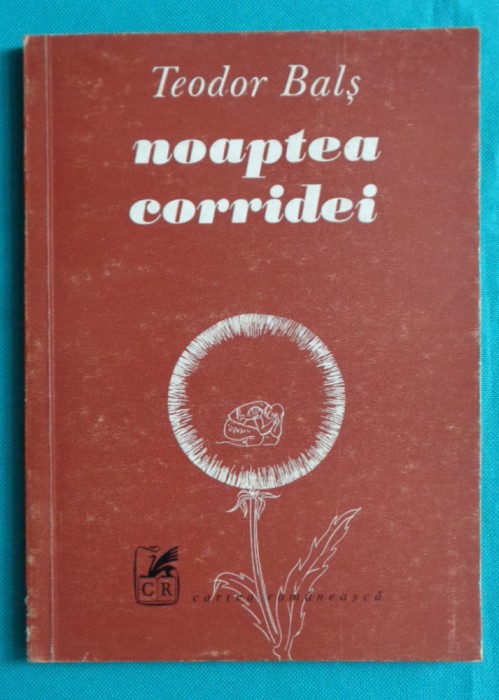 Teodor Balş
noaptea
corridei
CR
cartea românească